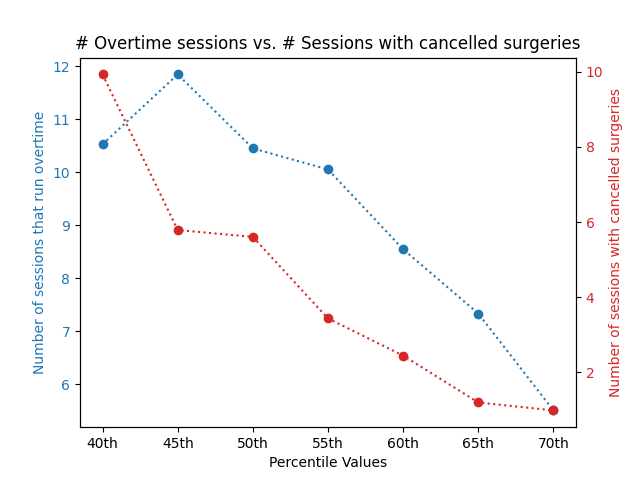 # Overtime sessions vs. # Sessions with cancelled surgeries
Number of sessions that run overtime
12
11
10
9
8
7
6
10
8
6
4
2
Number of sessions with cancelled surgeries
40th 45th 50th 55th 60th 65th 70th
Percentile Values